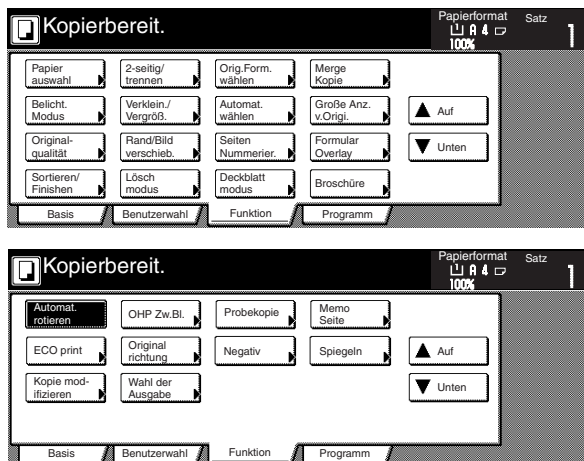 Kopierbereit.
Papierformat Satz
A4
100%
1
Papier auswahl
2-seitig/ trennen
Orig.Form. wählen
Merge Kopie
Belicht. Modus
Verklein./ Vergröß.
Automat. wählen
Große Anz. v.Origi.
Auf
Original- qualität
Rand/Bild verschieb.
Seiten Nummerier.
Formular Overlay
Unten
Sortieren/ Finishen
Lösch modus
Deckblatt modus
Broschüre
Basis
Benutzerwahl
Funktion
Programm
Kopierbereit.
Papierformat Satz
A4
100%
1
Automat. rotieren
OHP Zw.Bl.
Probekopie
Memo Seite
ECO print
Original richtung
Negativ
Spiegeln
Auf
Kopie mod- ifizieren
Wahl der Ausgabe
Unten
Basis
Benutzerwahl
Funktion
Programm